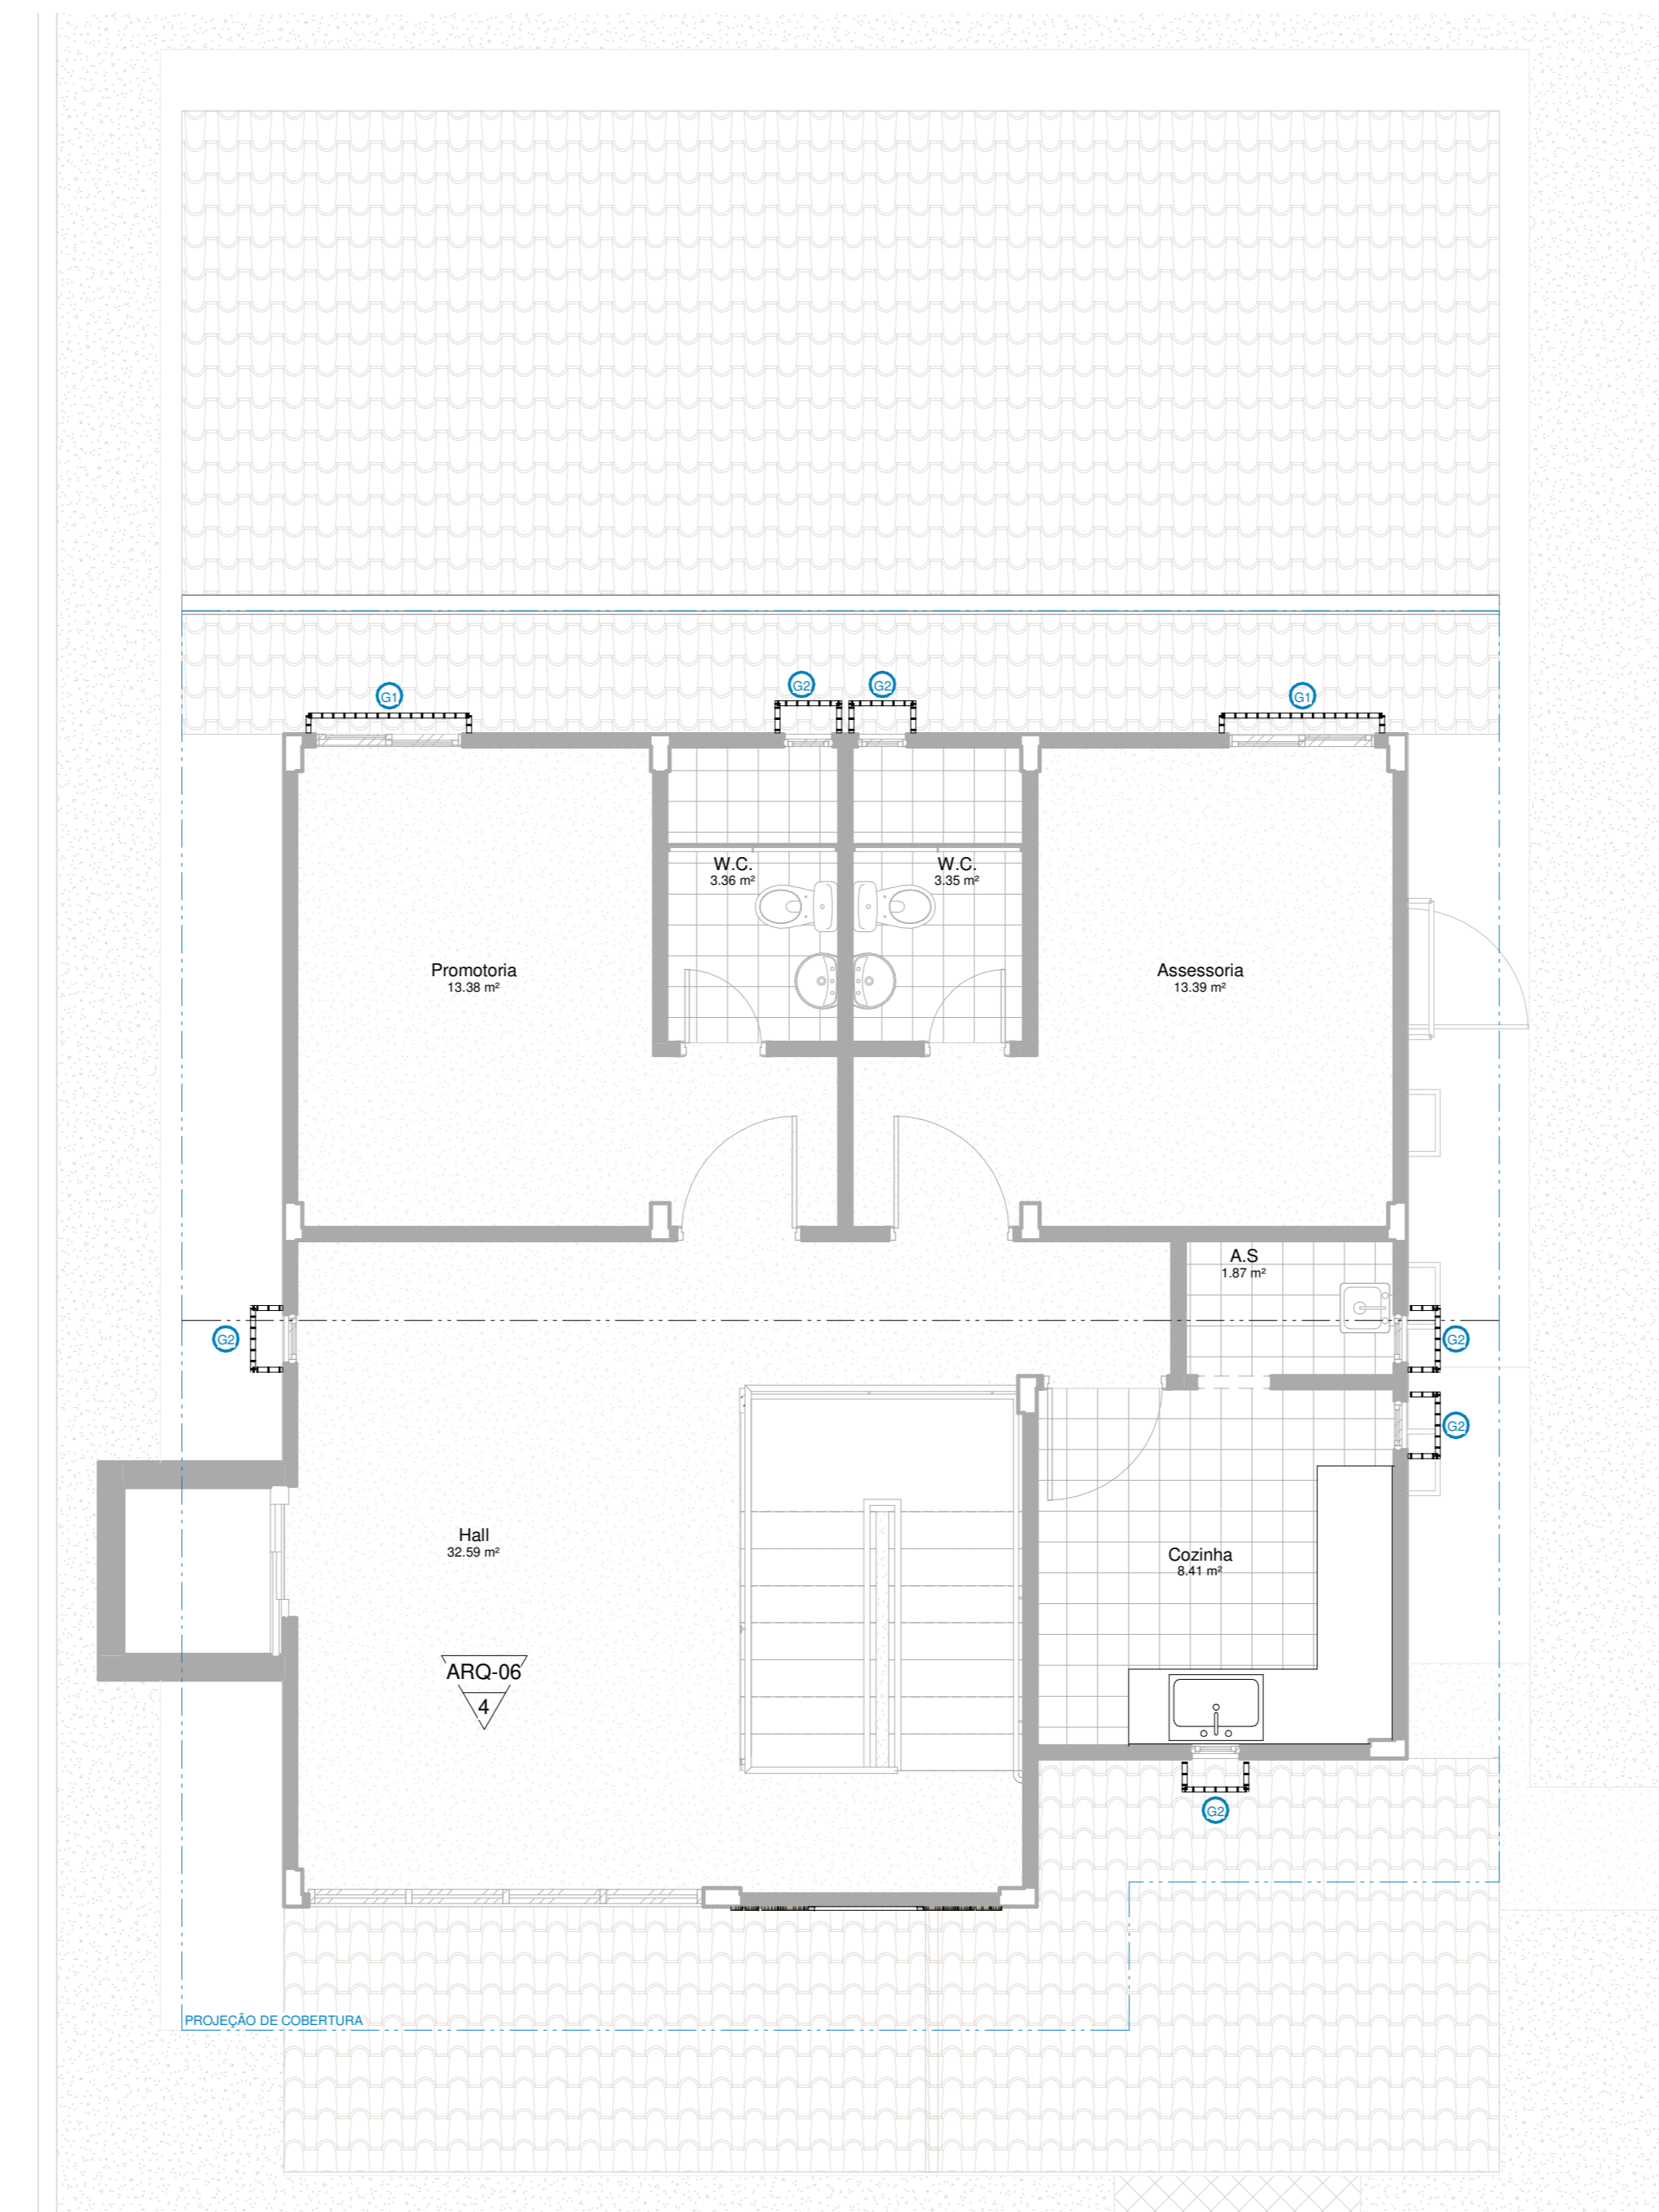 G1
G2
G2
G1
W.C.
3.36 m²
W.C.
3.35 m²
Promotoria
13.38 m²
Assessoria
13.39 m²
A.S
1.87 m²
G2
G2
G2
Hall
32.59 m²
Cozinha
8.41 m²
ARQ-06
4
G2
PROJEÇÃO DE COBERTURA